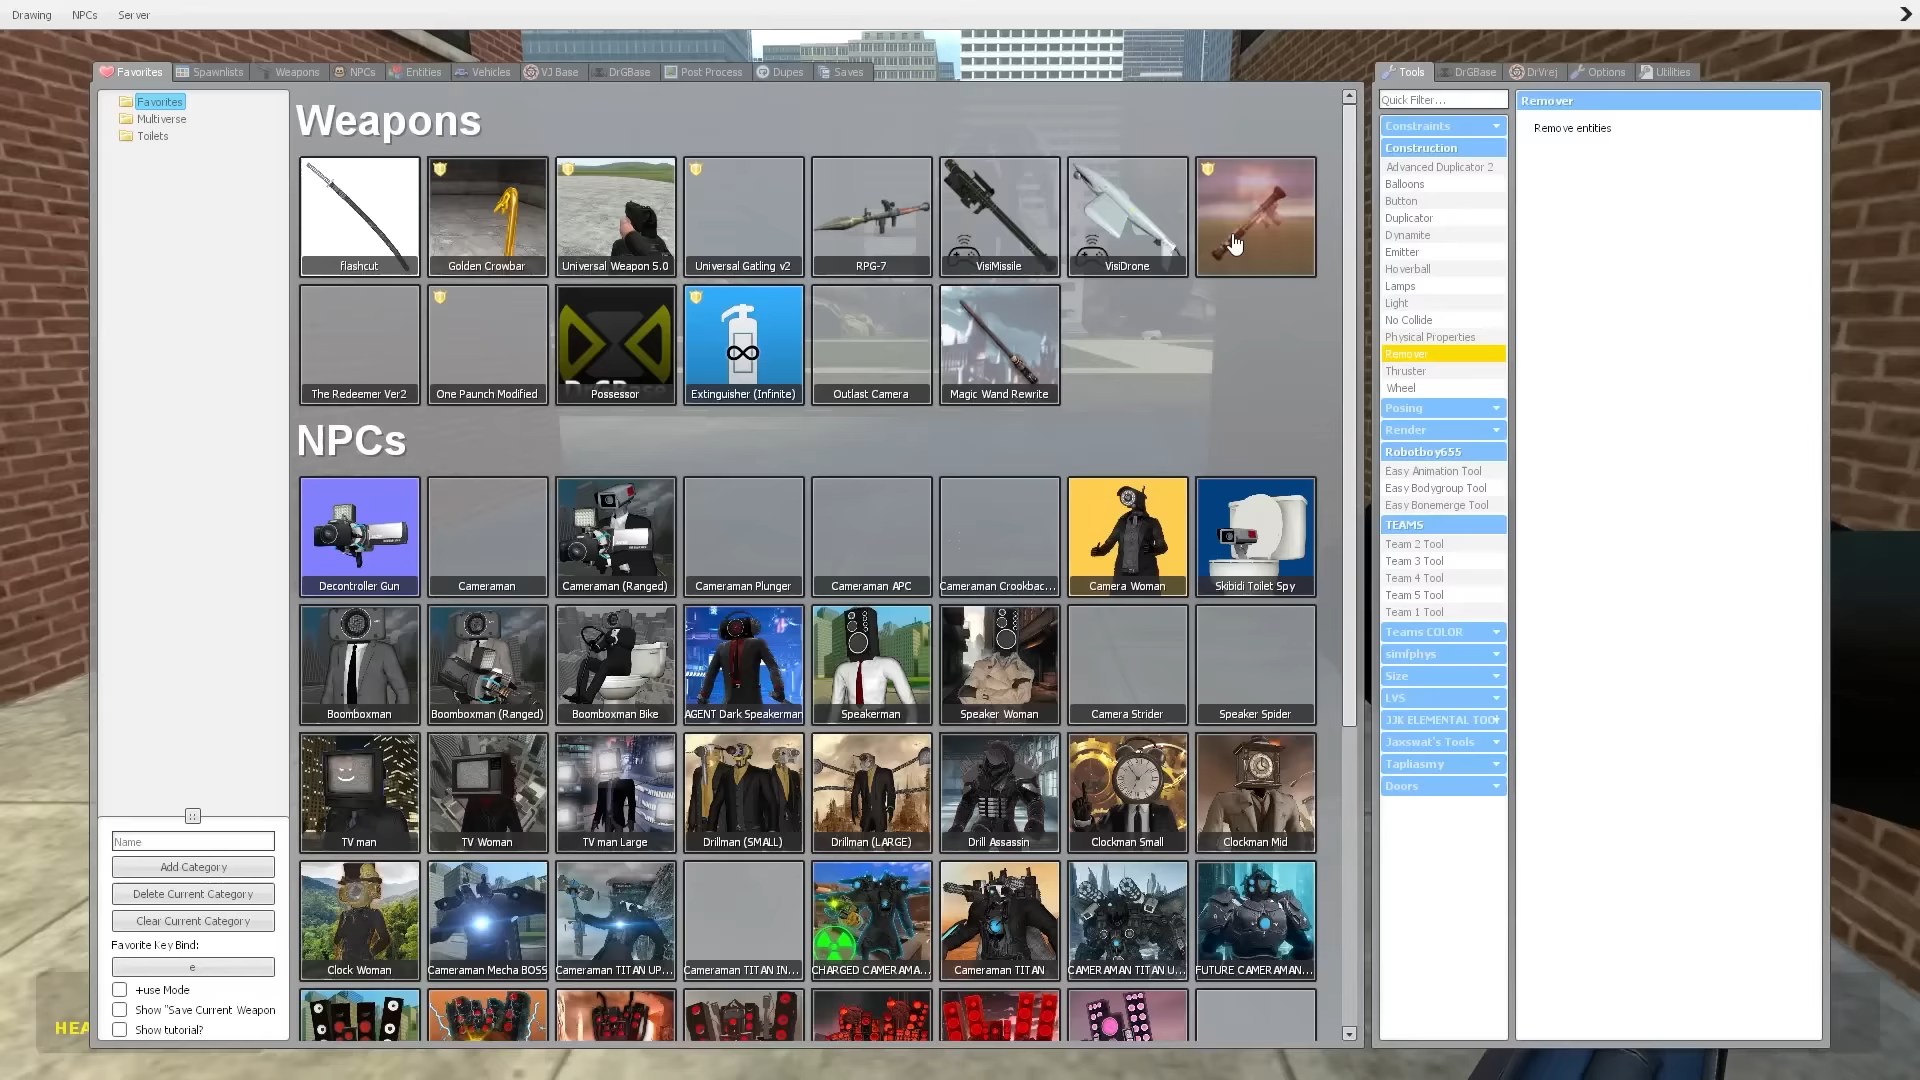 Drawing NPCs Server
Favorites Spawnlists Weapons NPCs Entities Vehicles VJ Base DrGBase Post Process Dupes Saves
Tools DrGBase DrVrej Options Utilities
Favorites
Multiverse
Toilets
Weapons
flashcut Golden Crowbar Universal Weapon 5.0 Universal Gatling v2 RPG-7 VisiMissile VisiDrone
The Redeemer Ver2 One Paunch Modified Possessor Extinguisher (Infinite) Outlast Camera Magic Wand Rewrite
NPCs
Decontroller Gun Cameraman Cameraman (Ranged) Cameraman Plunger Cameraman APC Cameraman Crookbac... Camera Woman Skibidi Toilet Spy
Boomboxman Boomboxman (Ranged) Boomboxman Bike AGENT Dark Speakerman Speakerman Speaker Woman Camera Strider Speaker Spider
TV man TV Woman TV man Large Drillman (SMALL) Drillman (LARGE) Drill Assassin Clockman Small Clockman Mid
Clock Woman Cameraman Mecha BOSS Cameraman TITAN UP... Cameraman TITAN IN... CHARGED CAMERAMA... Cameraman TITAN CAMERAMAN TITAN U... FUTURE CAMERAMAN...
Name
Add Category
Delete Current Category
Clear Current Category
Favorite Key Bind:
e
+use Mode
Show "Save Current Weapon
Show tutorial?
HEA
Quick Filter...
Constraints
Construction
Advanced Duplicator 2
Balloons
Button
Duplicator
Dynamite
Emitter
Hoverball
Lamps
Light
No Collide
Physical Properties
Remover
Thruster
Wheel
Posing
Render
Robotboy655
Easy Animation Tool
Easy Bodygroup Tool
Easy Bonemerge Tool
TEAMS
Team 2 Tool
Team 3 Tool
Team 4 Tool
Team 5 Tool
Team 1 Tool
Teams COLOR
simfphys
Size
LVS
JJK ELEMENTAL TOO
Jaxswat's Tools
Tapliasmy
Doors
Remover
Remove entities